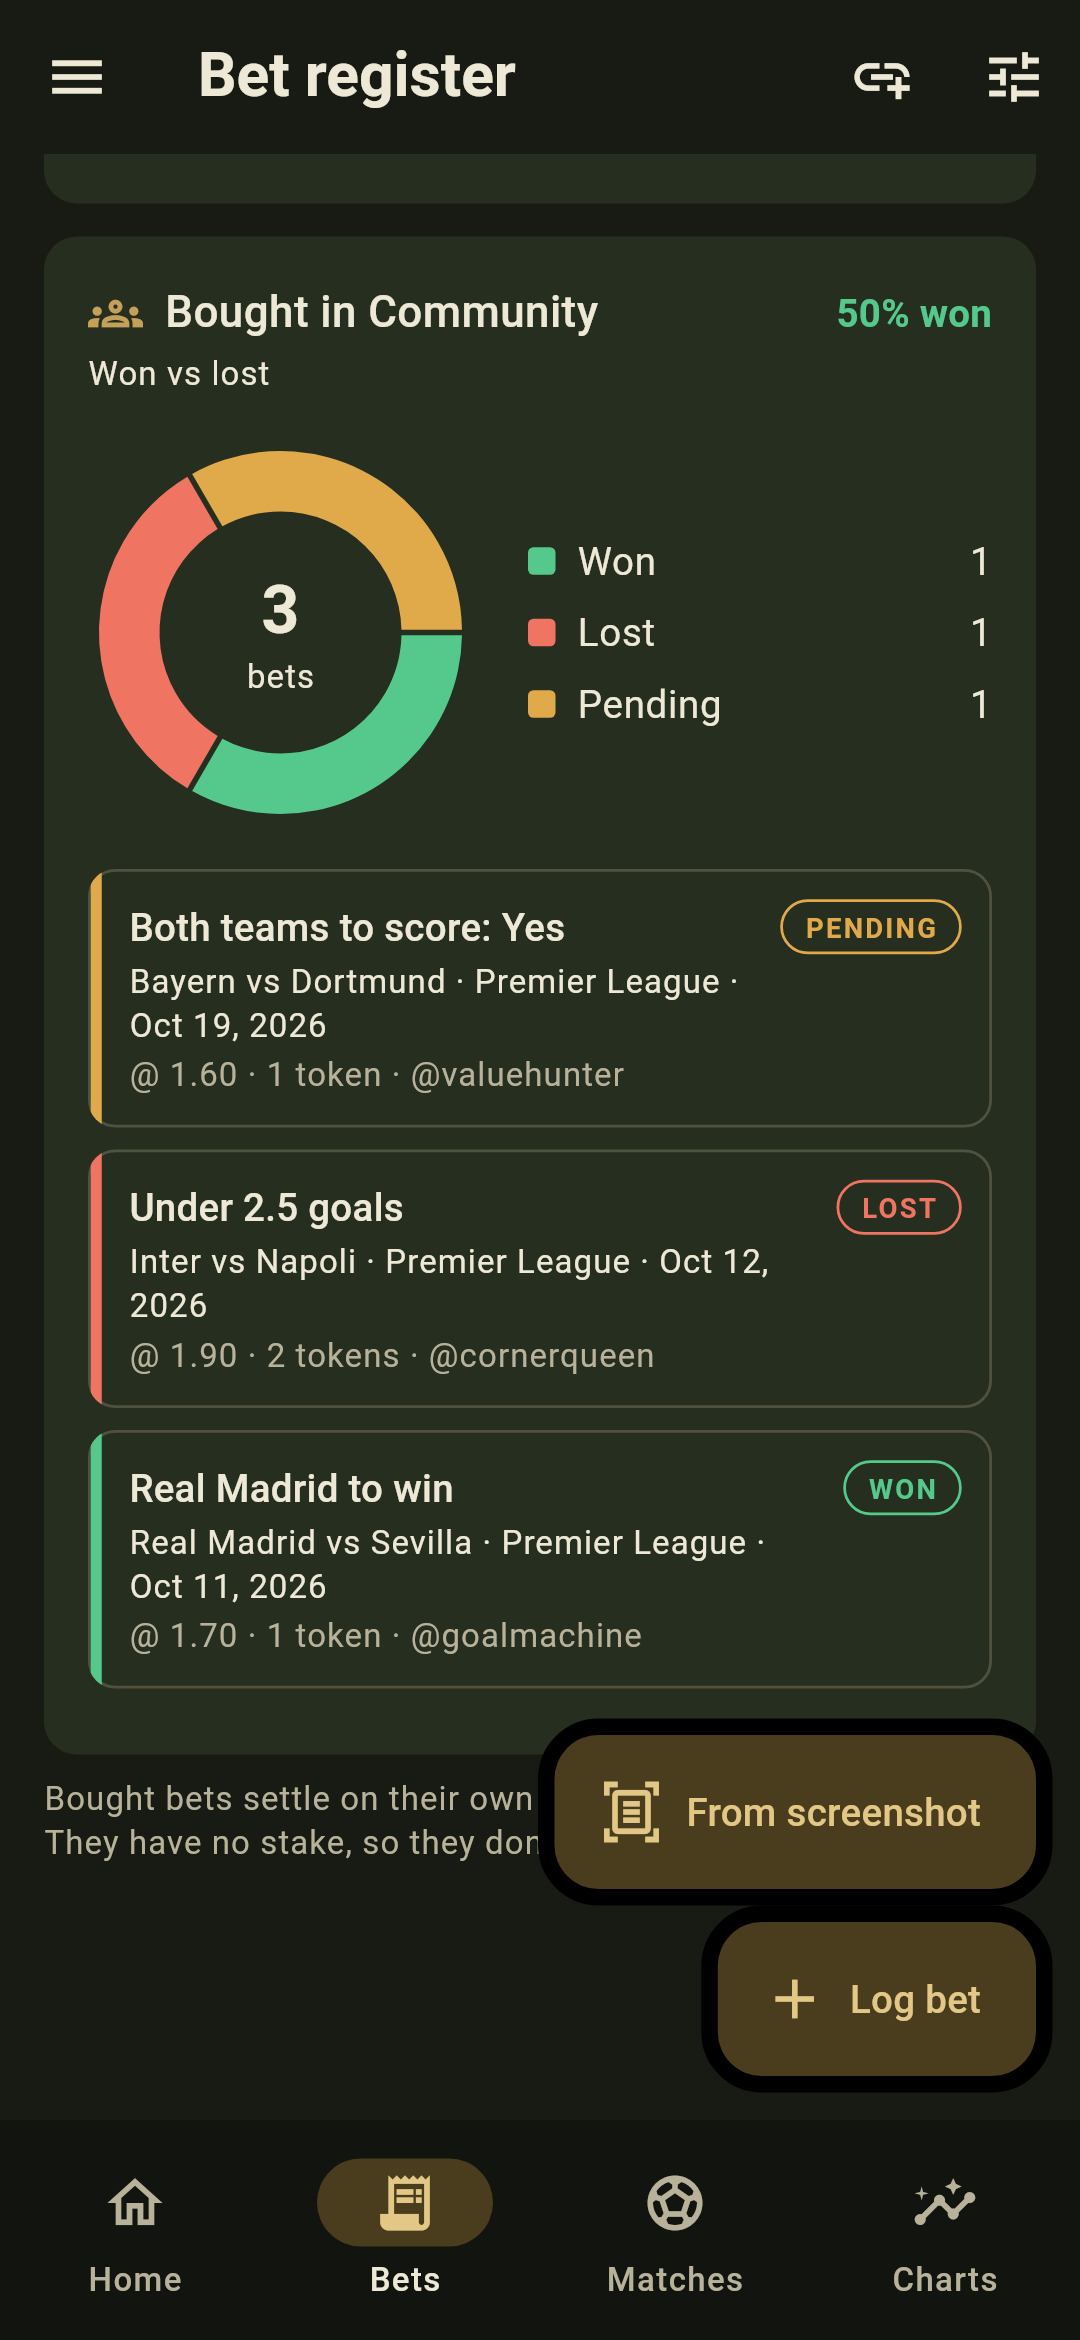 Bet register
Bought in Community
50% won
Won vs lost
3
bets
Won 1
Lost 1
Pending 1
Both teams to score: Yes
PENDING
Bayern vs Dortmund · Premier League ·
Oct 19, 2026
@ 1.60 · 1 token · @valuehunter
Under 2.5 goals
LOST
Inter vs Napoli · Premier League · Oct 12,
2026
@ 1.90 · 2 tokens · @cornerqueen
Real Madrid to win
WON
Real Madrid vs Sevilla · Premier League ·
Oct 11, 2026
@ 1.70 · 1 token · @goalmachine
Bought bets settle on their own
They have no stake, so they don
From screenshot
Log bet
Home
Bets
Matches
Charts